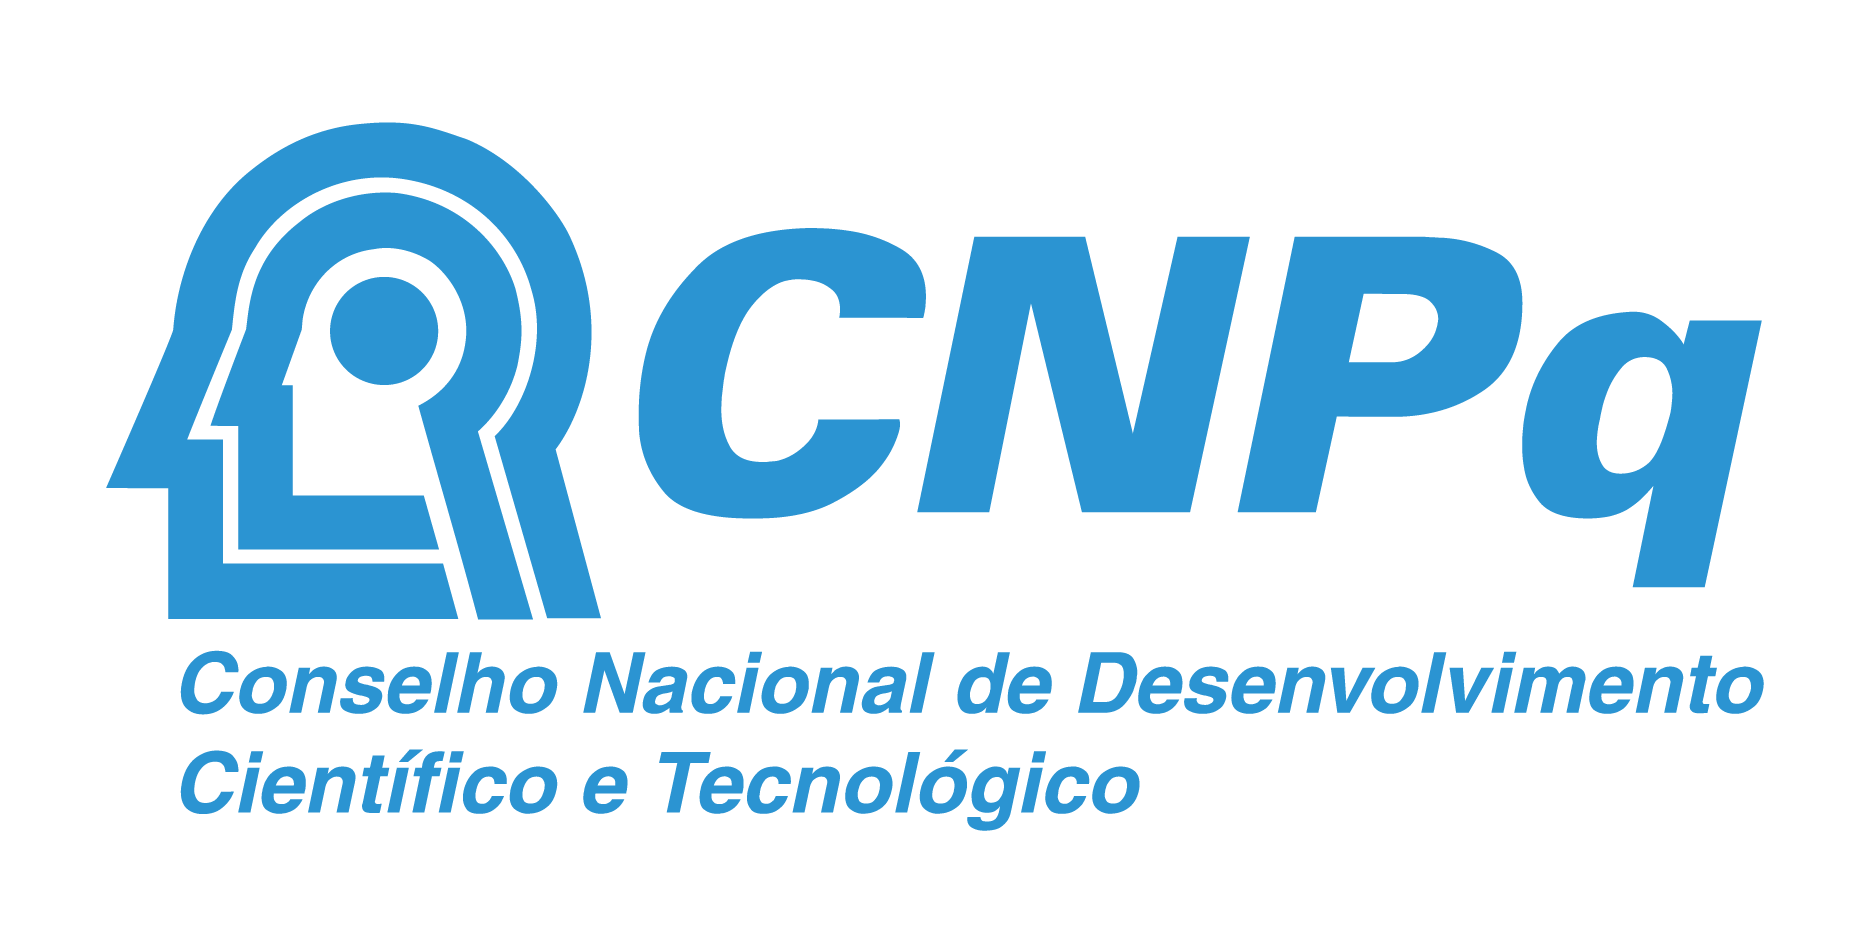 CNPq
Conselho Nacional de Desenvolvimento
Científico e Tecnológico